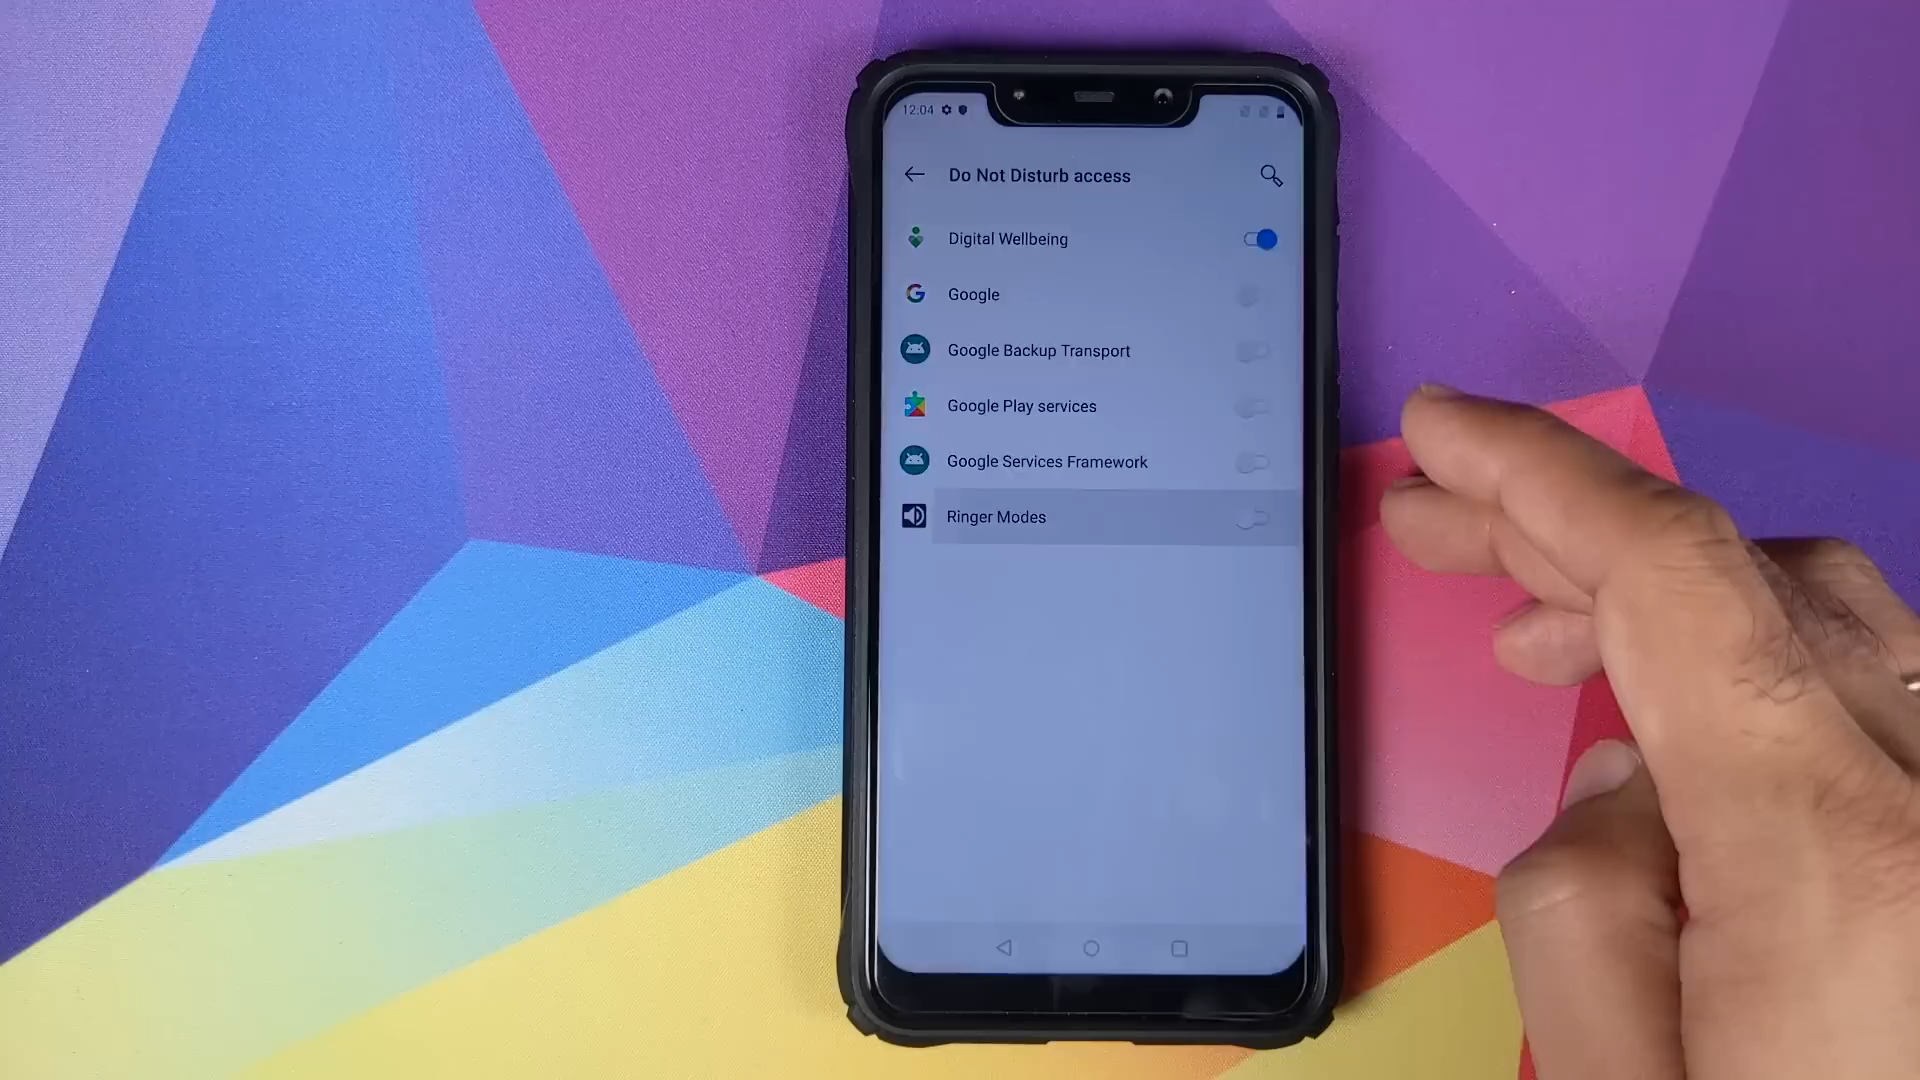 12:04
Do Not Disturb access
Digital Wellbeing
Google
Google Backup Transport
Google Play services
Google Services Framework
Ringer Modes